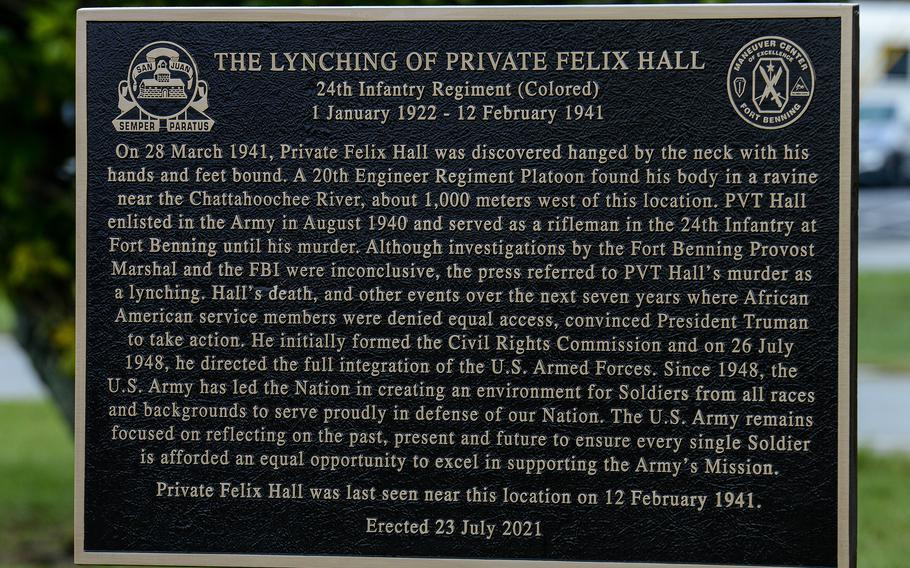 THE LYNCHING OF PRIVATE FELIX HALL
24th Infantry Regiment (Colored)
1 January 1922 - 12 February 1941
SAN JUAN
SEMPER PARATUS
MANEUVER CENTER
OF EXCELLENCE
FORT BENNING
On 28 March 1941, Private Felix Hall was discovered hanged by the neck with his
hands and feet bound. A 20th Engineer Regiment Platoon found his body in a ravine
near the Chattahoochee River, about 1,000 meters west of this location. PVT Hall
enlisted in the Army in August 1940 and served as a rifleman in the 24th Infantry at
Fort Benning until his murder. Although investigations by the Fort Benning Provost
Marshal and the FBI were inconclusive, the press referred to PVT Hall's murder as
a lynching. Hall's death, and other events over the next seven years where African
American service members were denied equal access, convinced President Truman
to take action. He initially formed the Civil Rights Commission and on 26 July
1948, he directed the full integration of the U.S. Armed Forces. Since 1948, the
U.S. Army has led the Nation in creating an environment for Soldiers from all races
and backgrounds to serve proudly in defense of our Nation. The U.S. Army remains
focused on reflecting on the past, present and future to ensure every single Soldier
is afforded an equal opportunity to excel in supporting the Army's Mission.
Private Felix Hall was last seen near this location on 12 February 1941.
Erected 23 July 2021